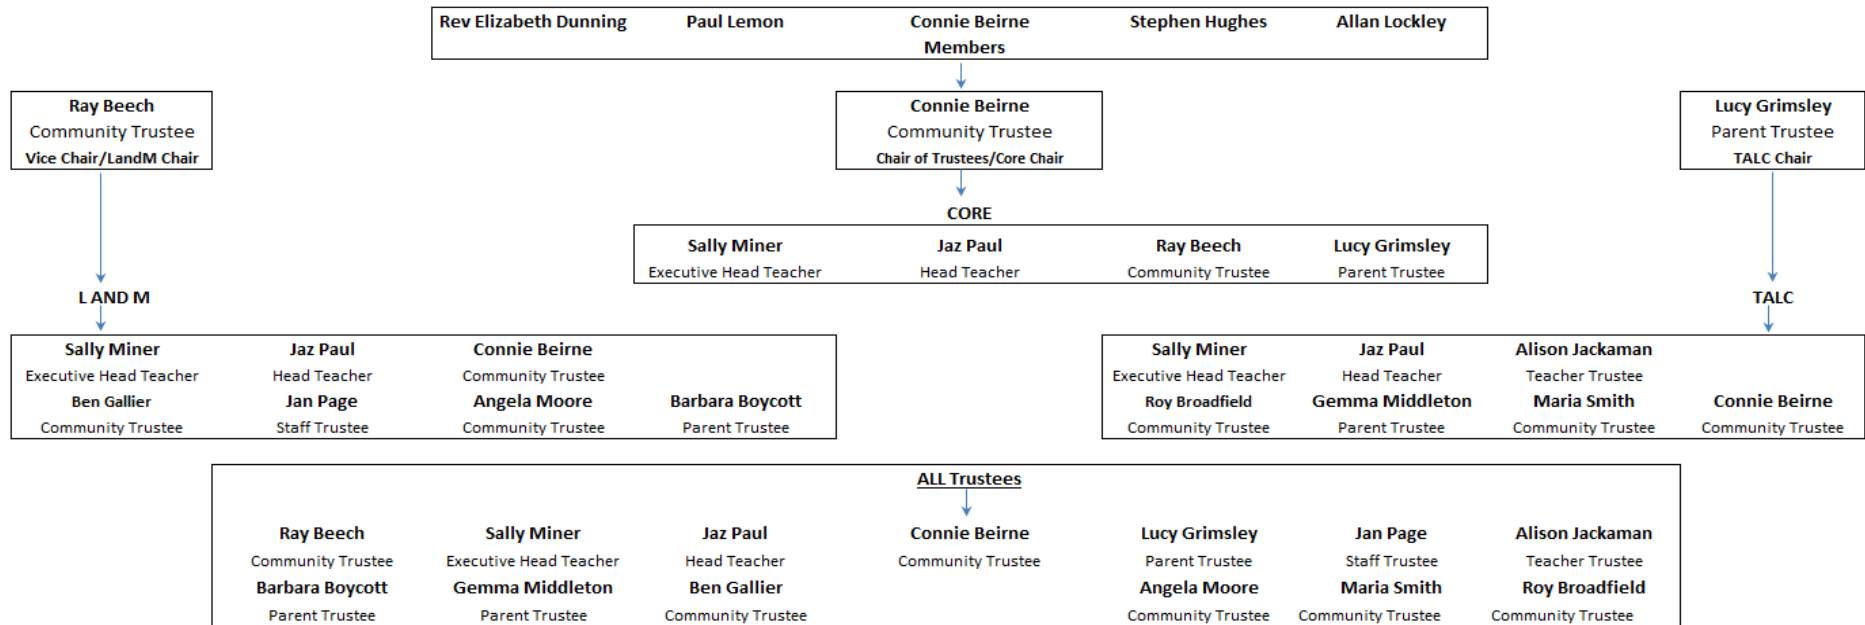 Rev Elizabeth Dunning Paul Lemon Connie Beirne Stephen Hughes Allan Lockley
Members
Ray Beech
Community Trustee
Vice Chair/LandM Chair
Connie Beirne
Community Trustee
Chair of Trustees/Core Chair
Lucy Grimsley
Parent Trustee
TALC Chair
CORE
Sally Miner Jaz Paul Ray Beech Lucy Grimsley
Executive Head Teacher Head Teacher Community Trustee Parent Trustee
L AND M
Sally Miner Jaz Paul Connie Beirne
Executive Head Teacher Head Teacher Community Trustee
Ben Gallier Jan Page Angela Moore Barbara Boycott
Community Trustee Staff Trustee Community Trustee Parent Trustee
TALC
Sally Miner Jaz Paul Alison Jackaman
Executive Head Teacher Head Teacher Teacher Trustee
Roy Broadfield Gemma Middleton Maria Smith Connie Beirne
Community Trustee Parent Trustee Community Trustee Community Trustee
ALL Trustees
Ray Beech Sally Miner Jaz Paul Connie Beirne Lucy Grimsley Jan Page Alison Jackaman
Community Trustee Executive Head Teacher Head Teacher Community Trustee Parent Trustee Staff Trustee Teacher Trustee
Barbara Boycott Gemma Middleton Ben Gallier Angela Moore Maria Smith Roy Broadfield
Parent Trustee Parent Trustee Community Trustee Community Trustee Community Trustee Community Trustee